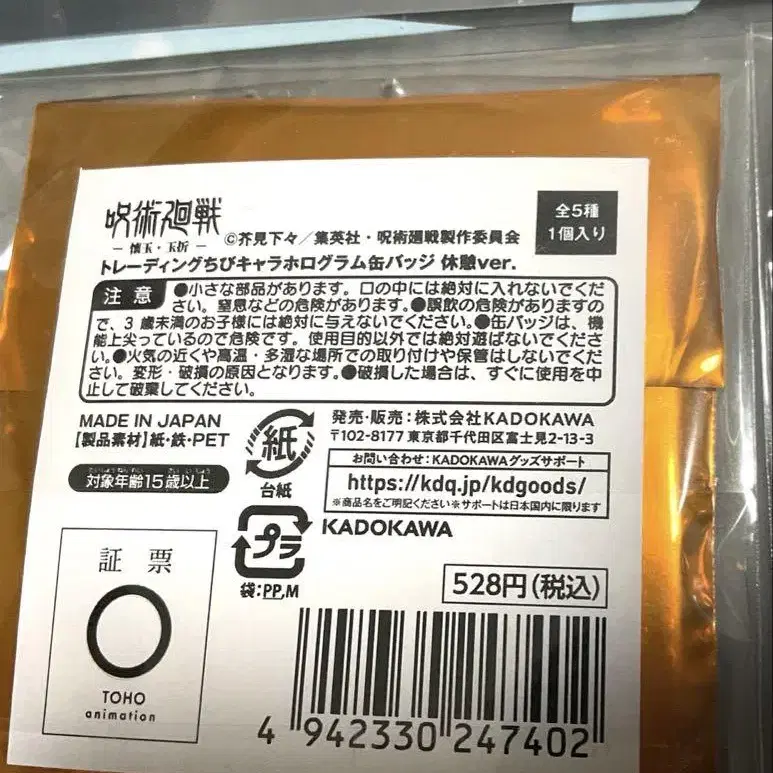 呪術廻戦
― 懐玉・玉折 ―
©芥見下々／集英社・呪術廻戦製作委員会
全5種
1個入り
トレーディングちびキャラホログラム缶バッジ 休憩ver.
注意 ●小さな部品があります。口の中には絶対に入れないでくだ
さい。窒息などの危険があります。●誤飲の危険がありますの
で、3歳未満のお子様には絶対に与えないでください。●缶バッジは、機
能上尖っているので危険です。使用目的以外では絶対遊ばないでくださ
い。●火気の近くや高温・多湿な場所での取り付けや保管はしないでくだ
さい。変形・破損の原因となります。●破損した場合は、すぐに使用を中
止して破棄してください。
MADE IN JAPAN
【製品素材】紙・鉄・PET
対象年齢15歳以上
紙
台紙
プラ
袋:PP,M
発売・販売：株式会社KADOKAWA
〒102-8177 東京都千代田区富士見2-13-3
お問い合わせ：KADOKAWAグッズサポート
https://kdq.jp/kdgoods/
※商品名をご明記ください※サポートは日本国内に限ります
KADOKAWA
528円(税込)
証票
TOHO
animation
4 942330 247402